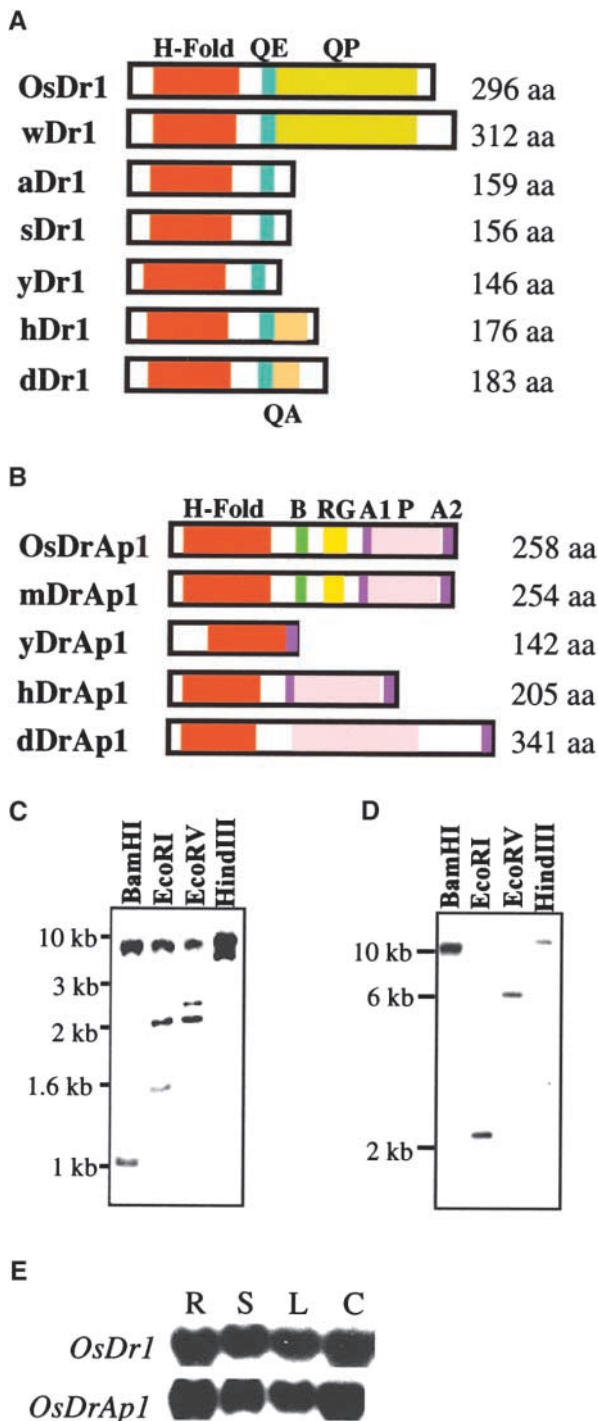 A
H-Fold QE QP
OsDr1 296 aa
wDr1 312 aa
aDr1 159 aa
sDr1 156 aa
yDr1 146 aa
hDr1 176 aa
dDr1 183 aa
QA
B
H-Fold B RG A1 P A2
OsDrAp1 258 aa
mDrAp1 254 aa
yDrAp1 142 aa
hDrAp1 205 aa
dDrAp1 341 aa
C
BamHI
EcoRI
EcoRV
HindIII
10 kb
3 kb
2 kb
1.6 kb
1 kb
D
BamHI
EcoRI
EcoRV
HindIII
10 kb
6 kb
2 kb
E
R S L C
OsDr1
OsDrAp1